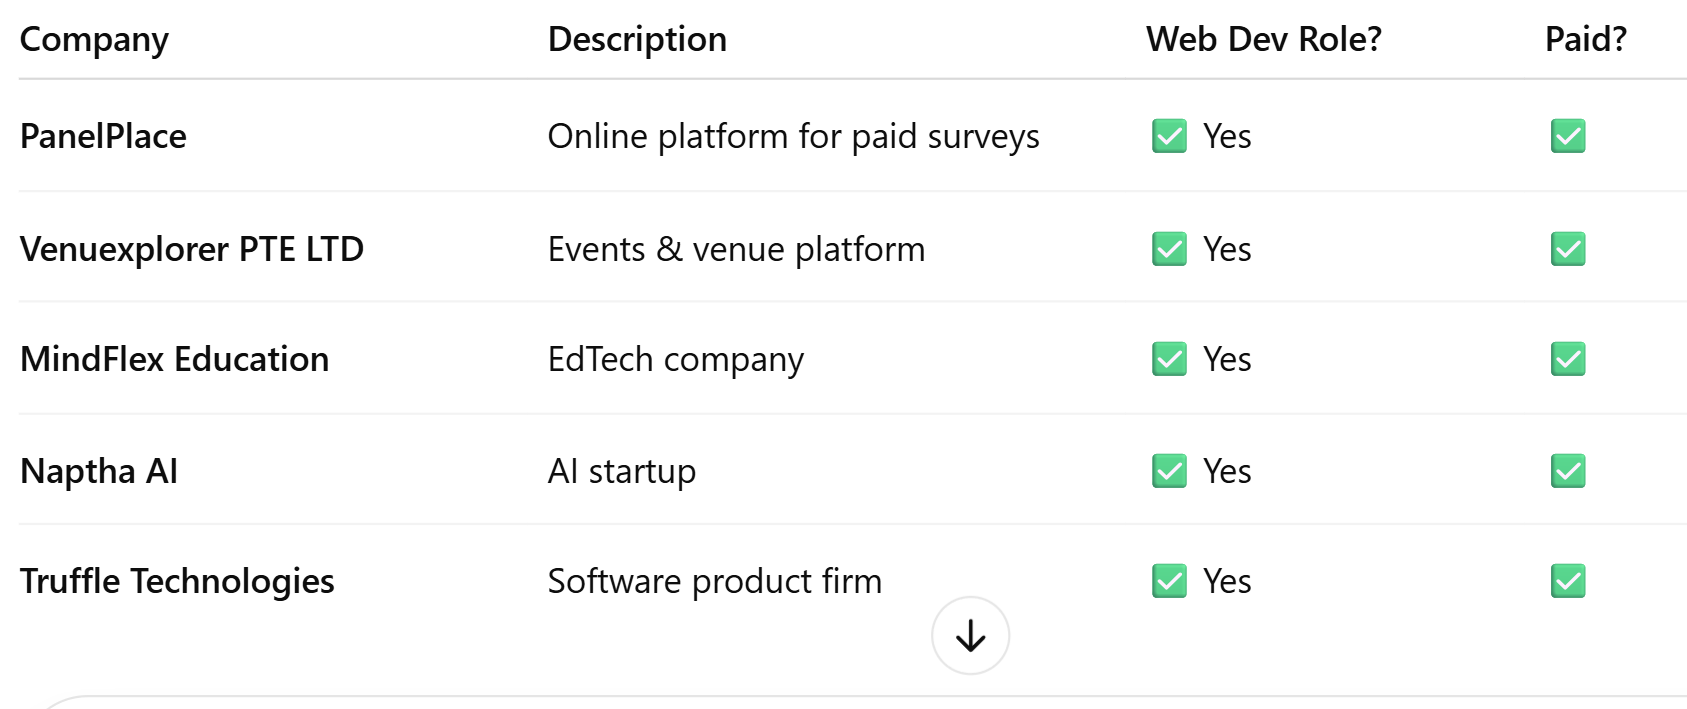 Company Description Web Dev Role? Paid?
PanelPlace Online platform for paid surveys ✅ Yes ✅
Venuexplorer PTE LTD Events & venue platform ✅ Yes ✅
MindFlex Education EdTech company ✅ Yes ✅
Naptha AI AI startup ✅ Yes ✅
Truffle Technologies Software product firm ✅ Yes ✅